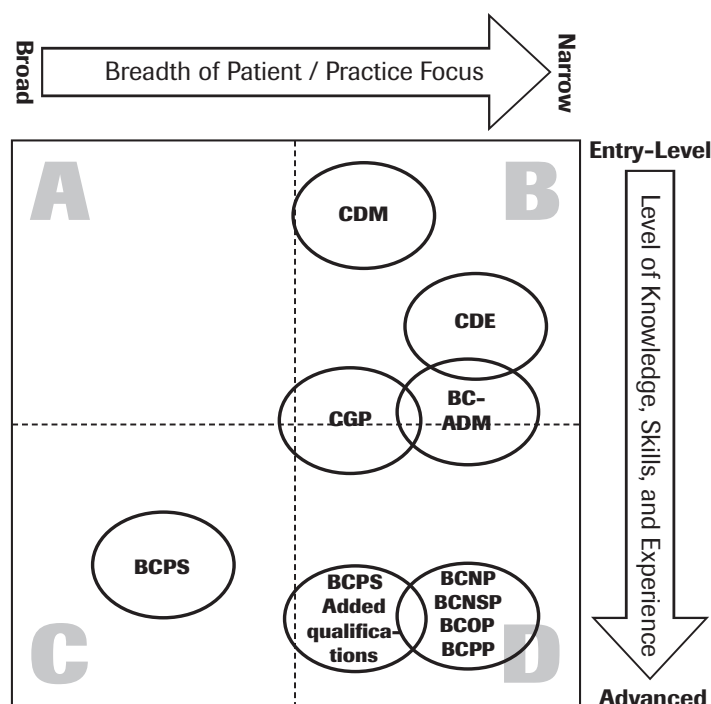 Broad
Breadth of Patient / Practice Focus
Narrow
Entry-Level
A
B
CDM
Level of Knowledge, Skills, and Experience
CDE
BC-
ADM
CGP
BCPS
BCPS
Added
qualifica-
tions
BCNP
BCNSP
BCOP
BCPP
C
D
Advanced